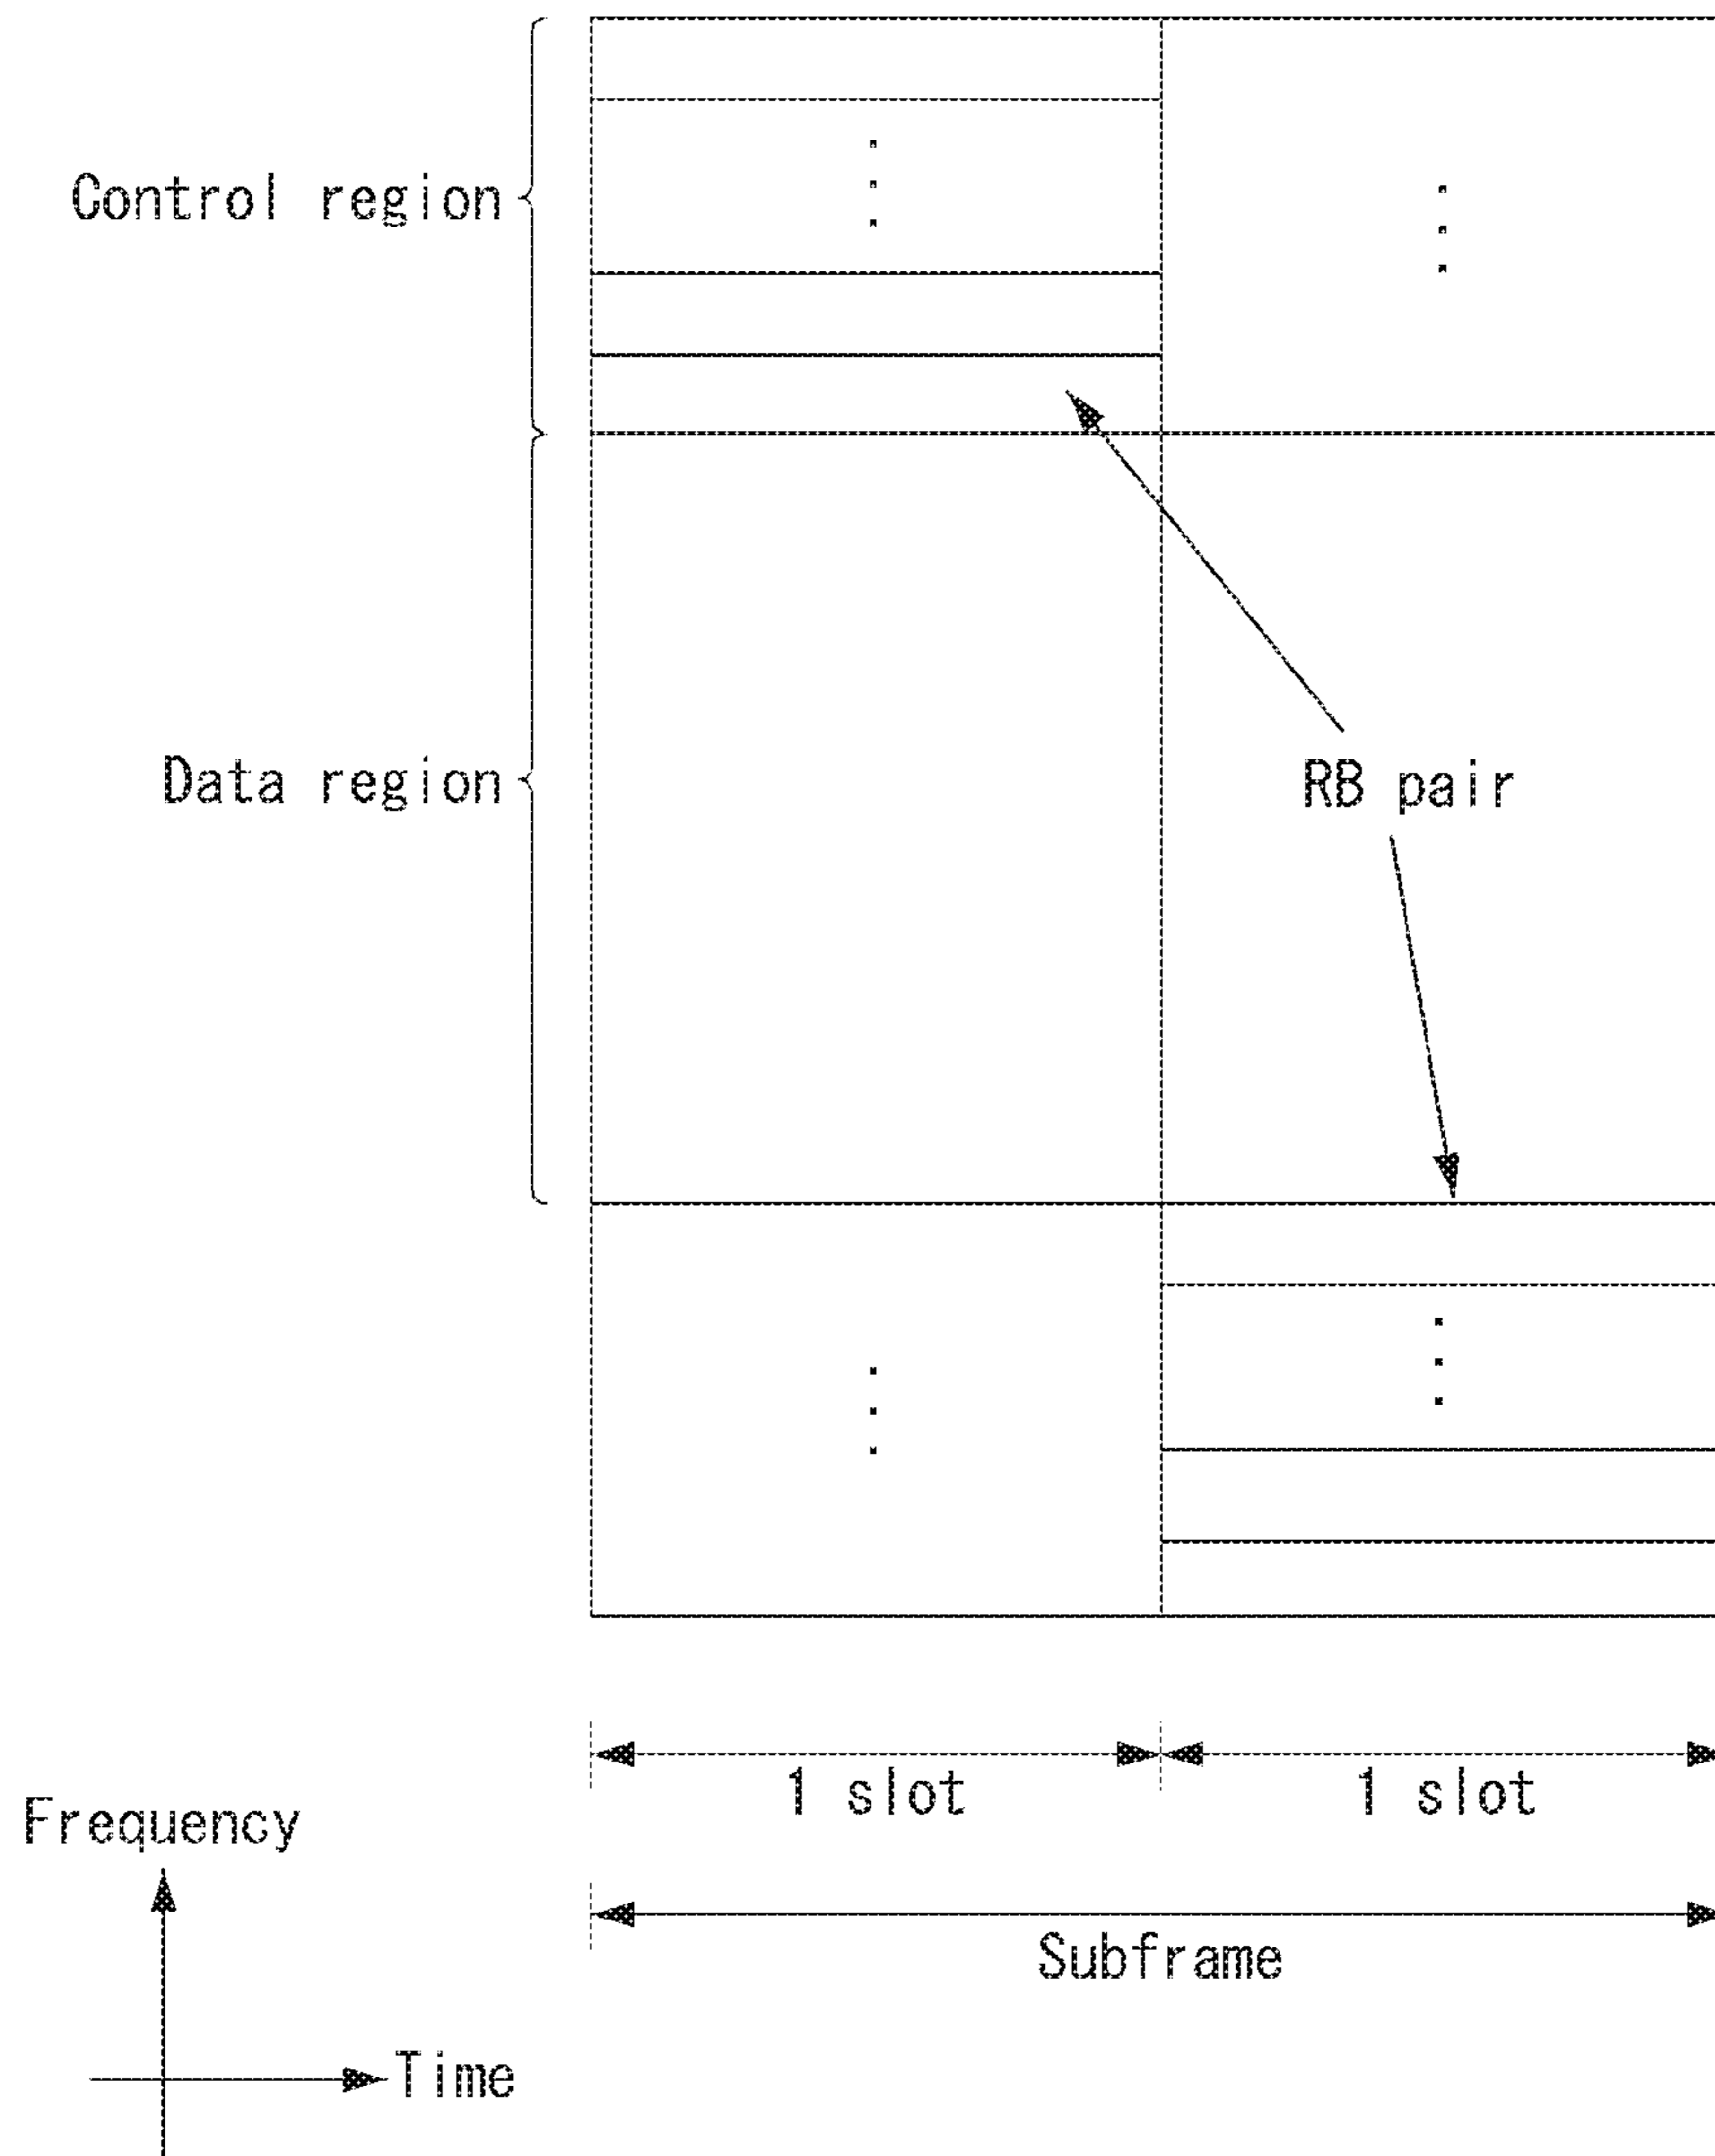 Control region
Data region
RB pair
1 slot
1 slot
Frequency
Subframe
Time